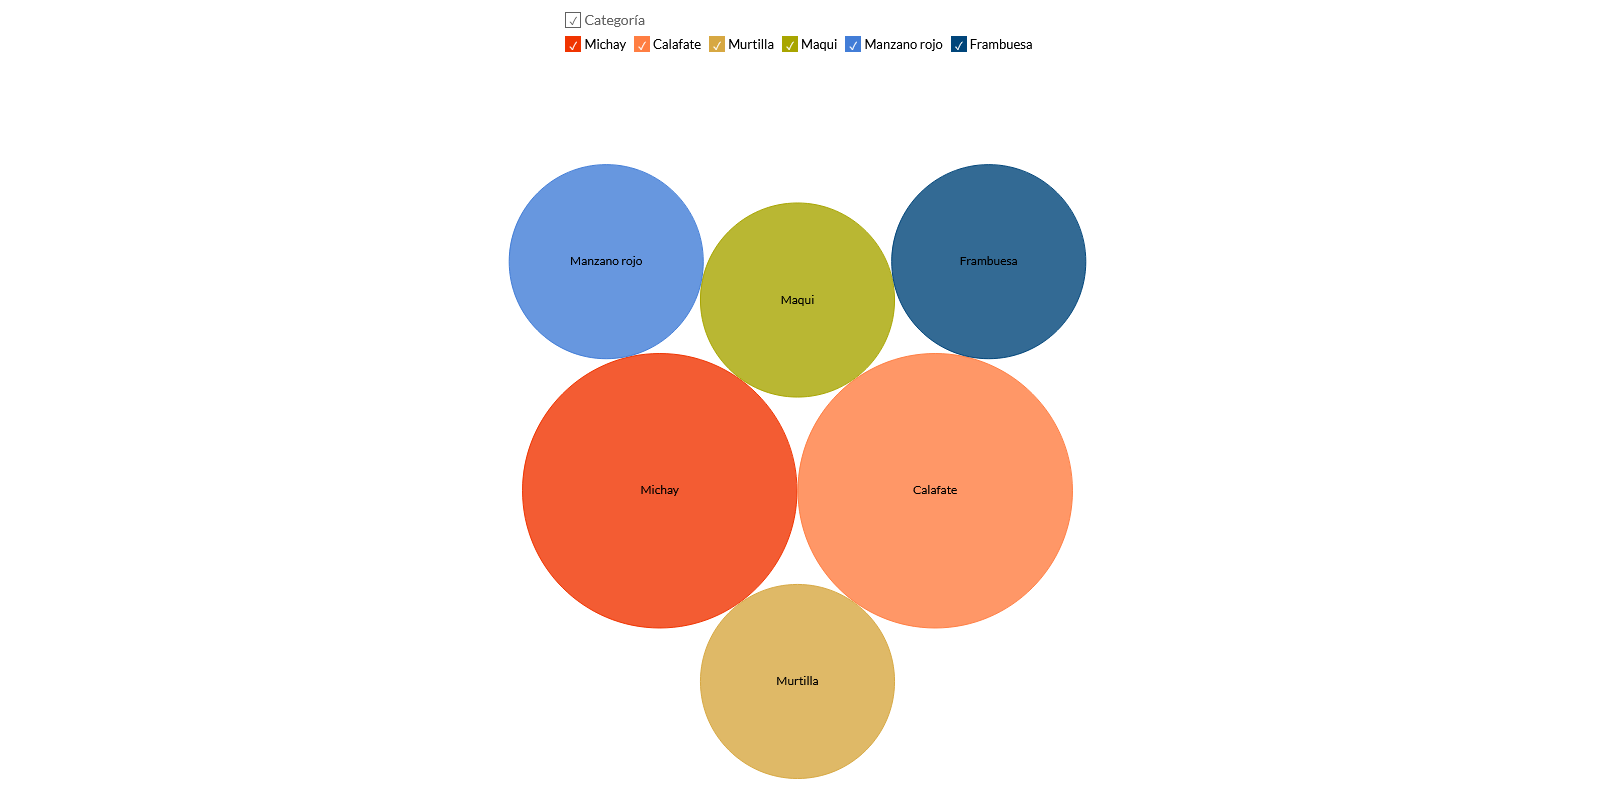 Categoría
Michay Calafate Murtilla Maqui Manzano rojo Frambuesa
Manzano rojo
Frambuesa
Maqui
Michay
Calafate
Murtilla